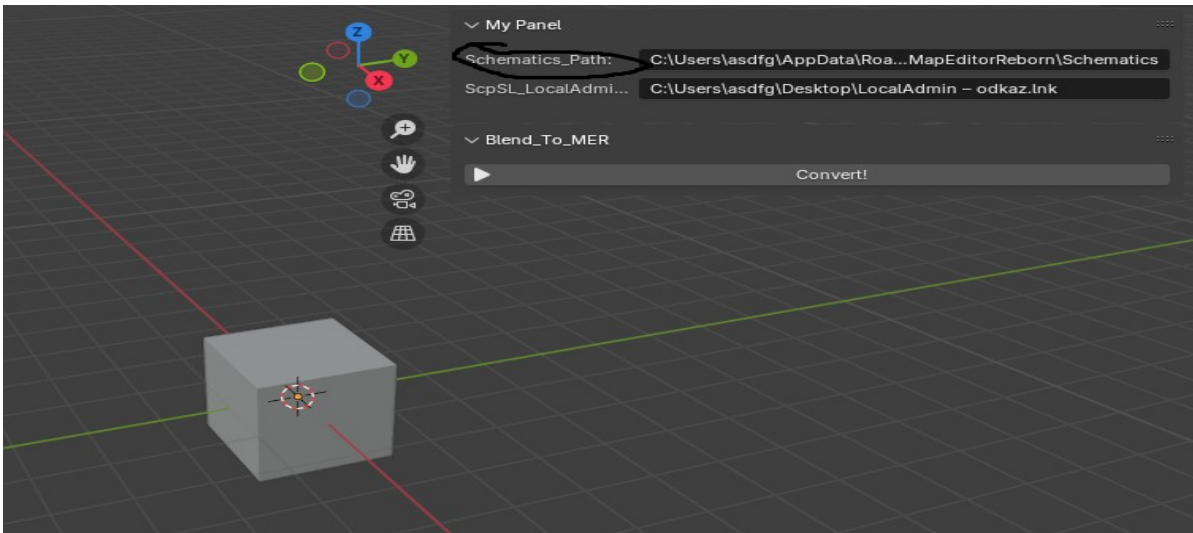 My Panel
Schematics_Path: C:\Users\asdfg\AppData\Roa...MapEditorReborn\Schematics
ScpSL_LocalAdmi... C:\Users\asdfg\Desktop\LocalAdmin – odkaz.lnk
Blend_To_MER
Convert!
Z
Y
X